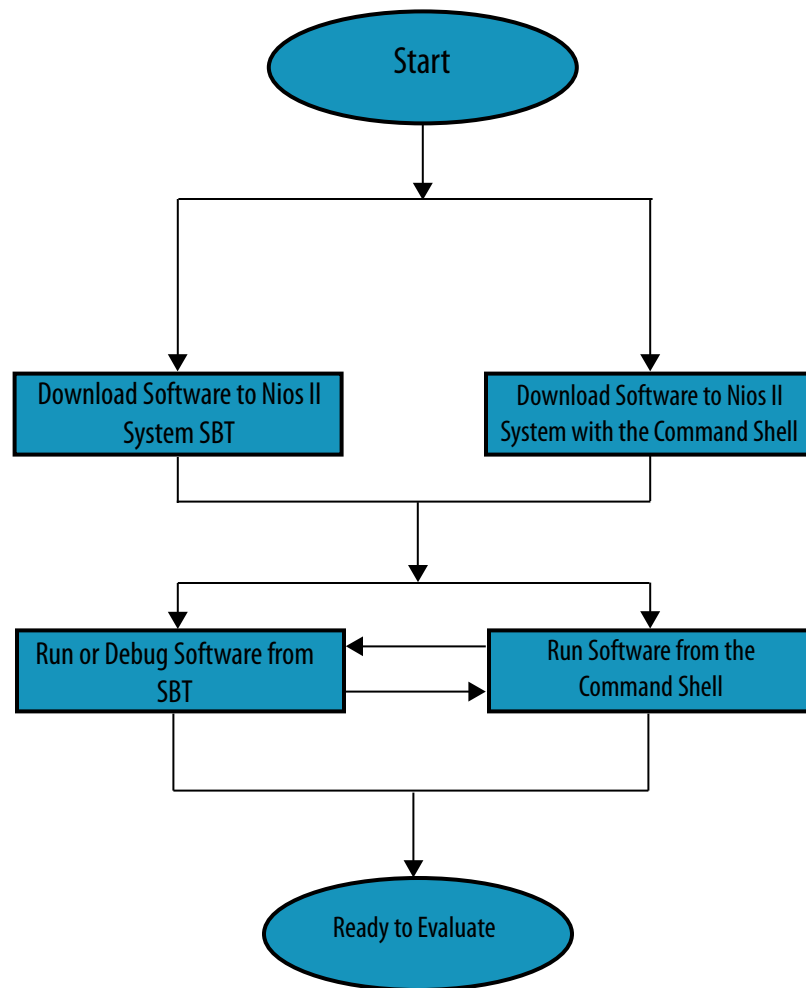 Start
Download Software to Nios II
System SBT
Download Software to Nios II
System with the Command Shell
Run or Debug Software from
SBT
Run Software from the
Command Shell
Ready to Evaluate